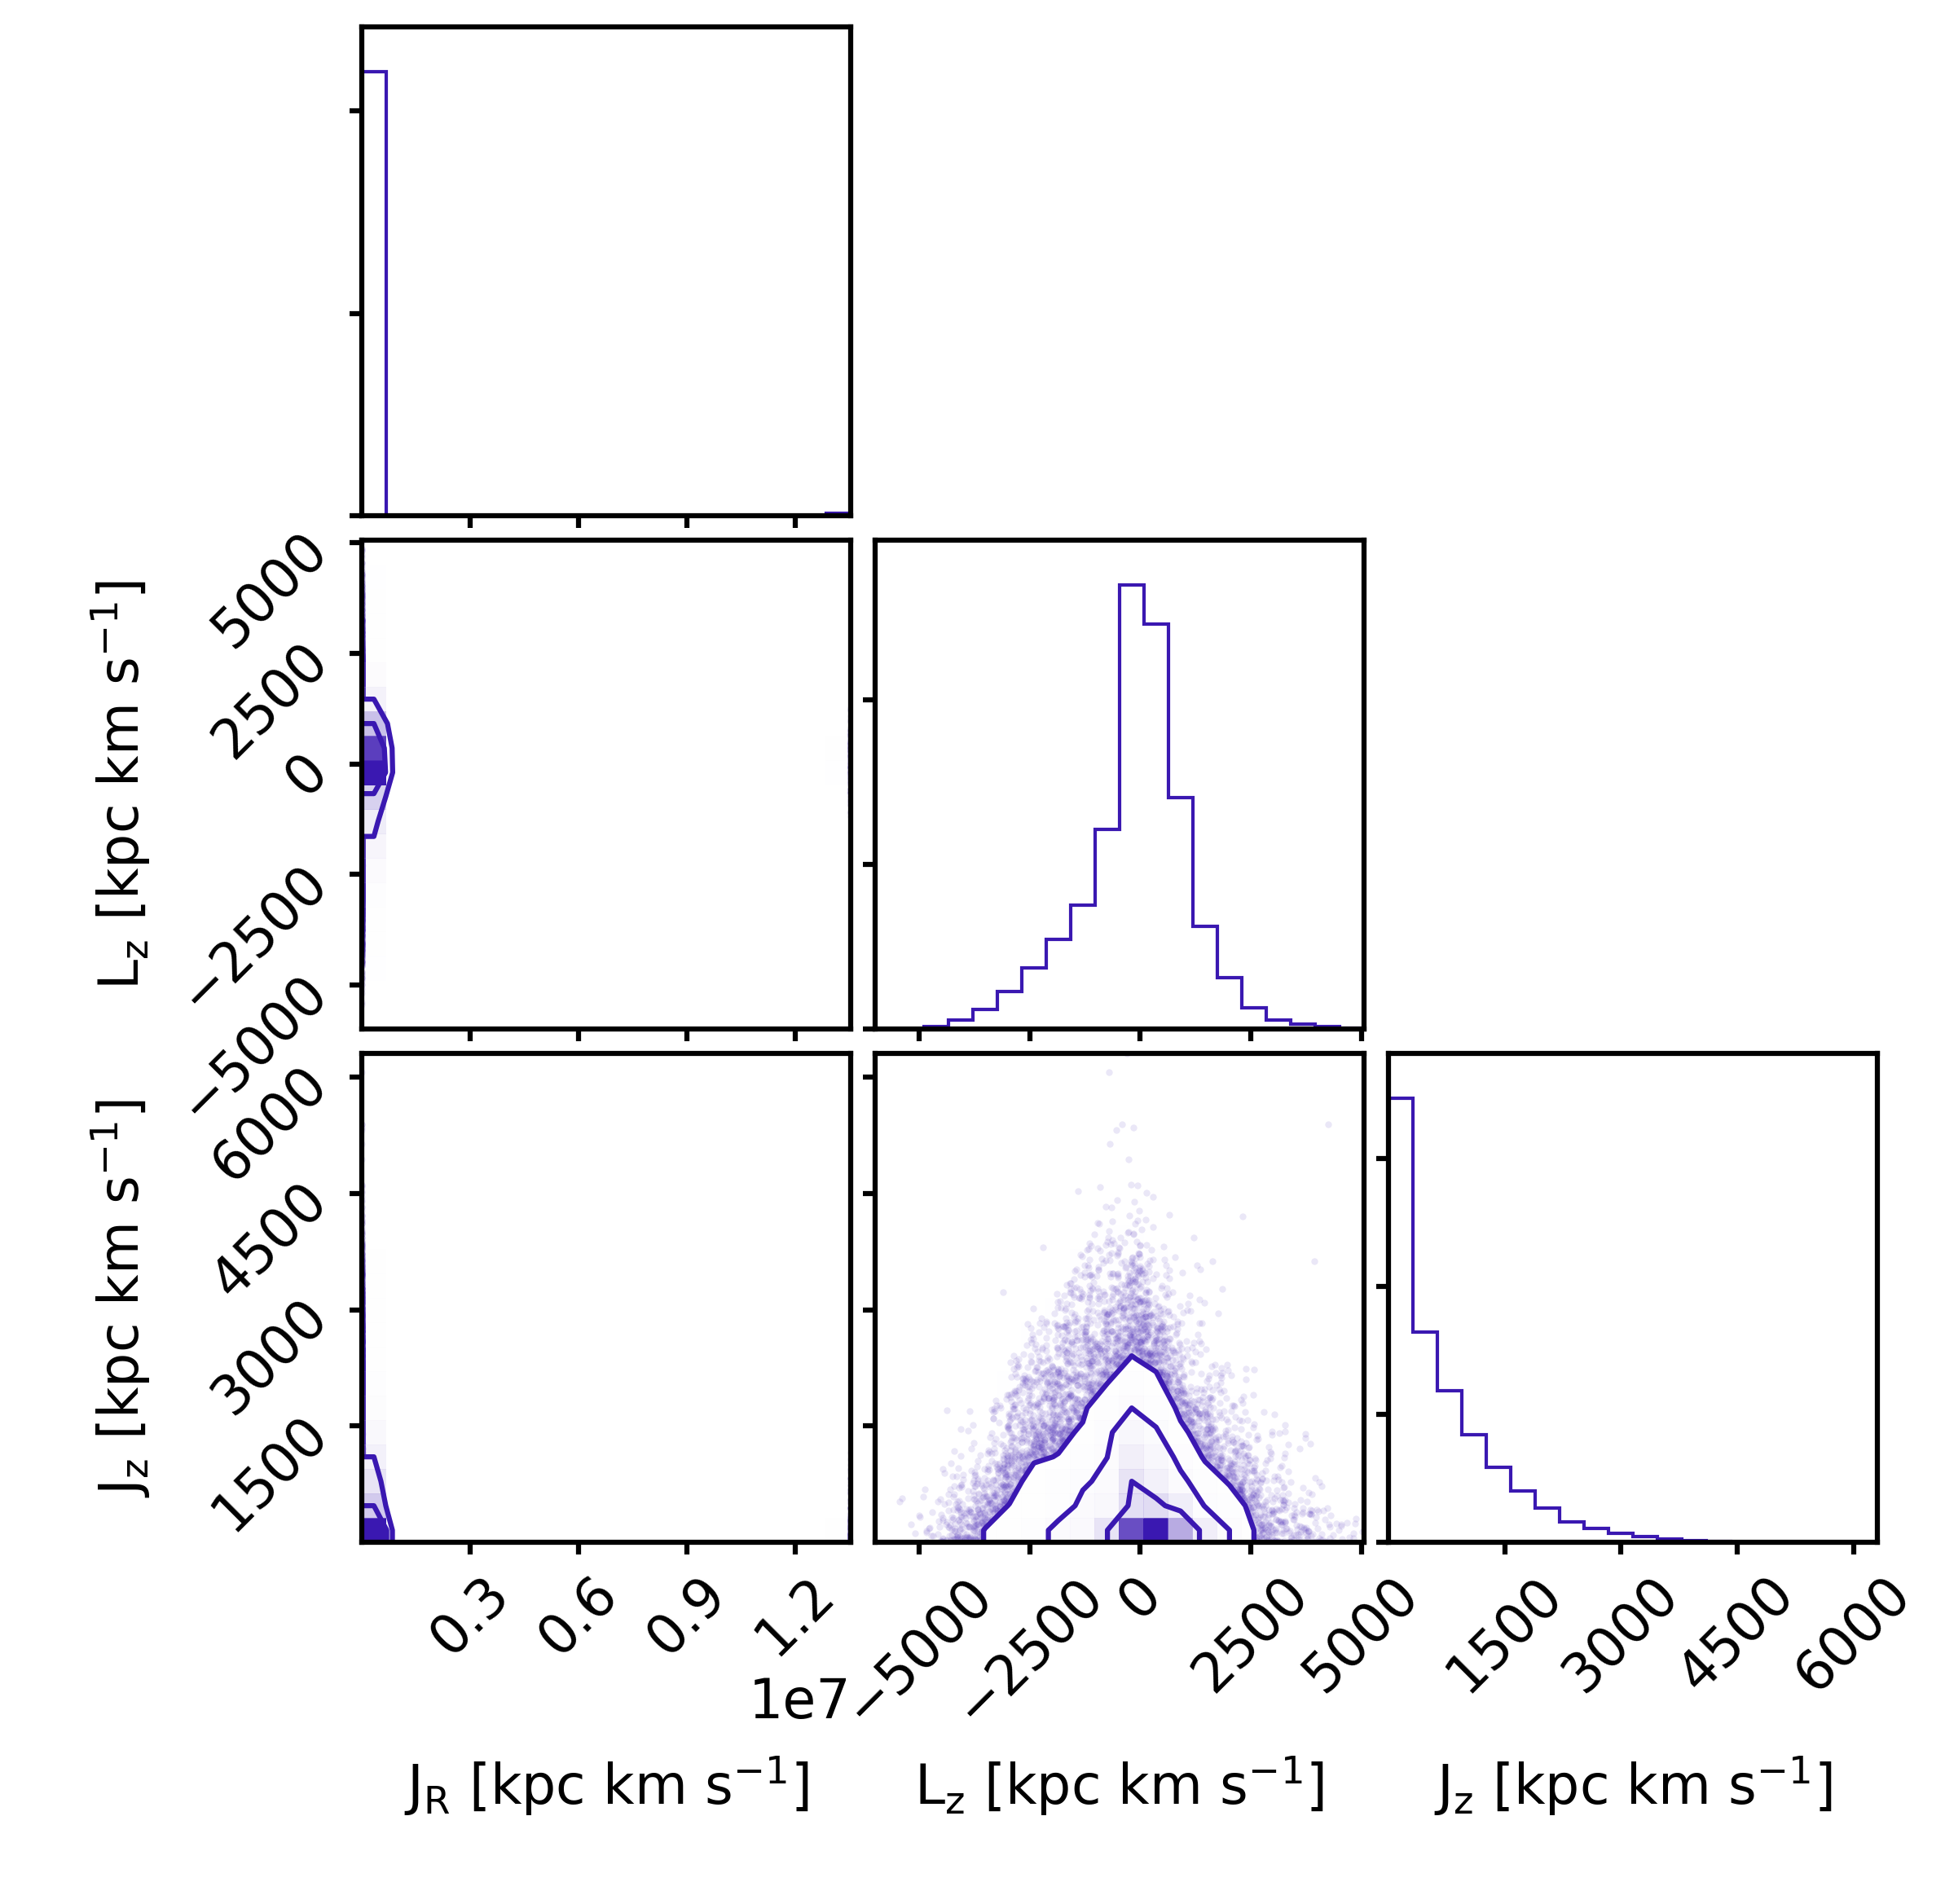 L_z [kpc km s⁻¹]
5000
2500
0
−2500
−5000
J_z [kpc km s⁻¹]
6000
4500
3000
1500
0.3 0.6 0.9 1.2
1e7
−5000 −2500 0 2500 5000
1500 3000 4500 6000
J_R [kpc km s⁻¹] L_z [kpc km s⁻¹] J_z [kpc km s⁻¹]